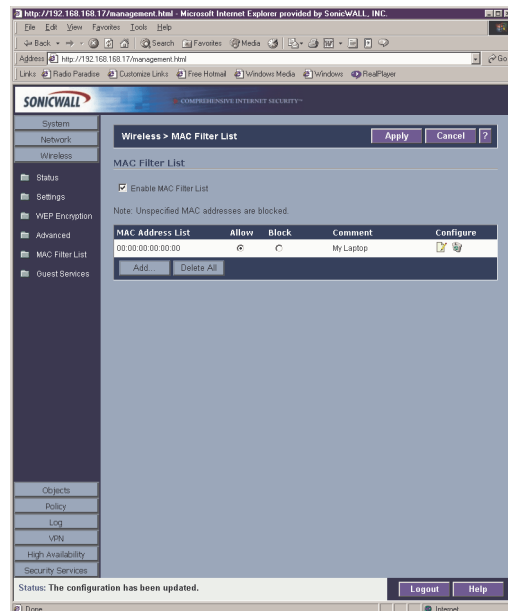 http://192.168.168.17/management.html - Microsoft Internet Explorer provided by SonicWALL, INC.
File Edit View Favorites Tools Help
Back Search Favorites Media
Address http://192.168.168.17/management.html Go
Links Radio Paradise Customize Links Free Hotmail Windows Media Windows RealPlayer
SONICWALL COMPREHENSIVE INTERNET SECURITY
System
Network
Wireless
Status
Settings
WEP Encryption
Advanced
MAC Filter List
Guest Services
Objects
Policy
Log
VPN
High Availability
Security Services
Wireless > MAC Filter List Apply Cancel ?
MAC Filter List
Enable MAC Filter List
Note: Unspecified MAC addresses are blocked.
MAC Address List Allow Block Comment Configure
00:00:00:00:00:00 My Laptop
Add... Delete All
Status: The configuration has been updated. Logout Help
Done Internet